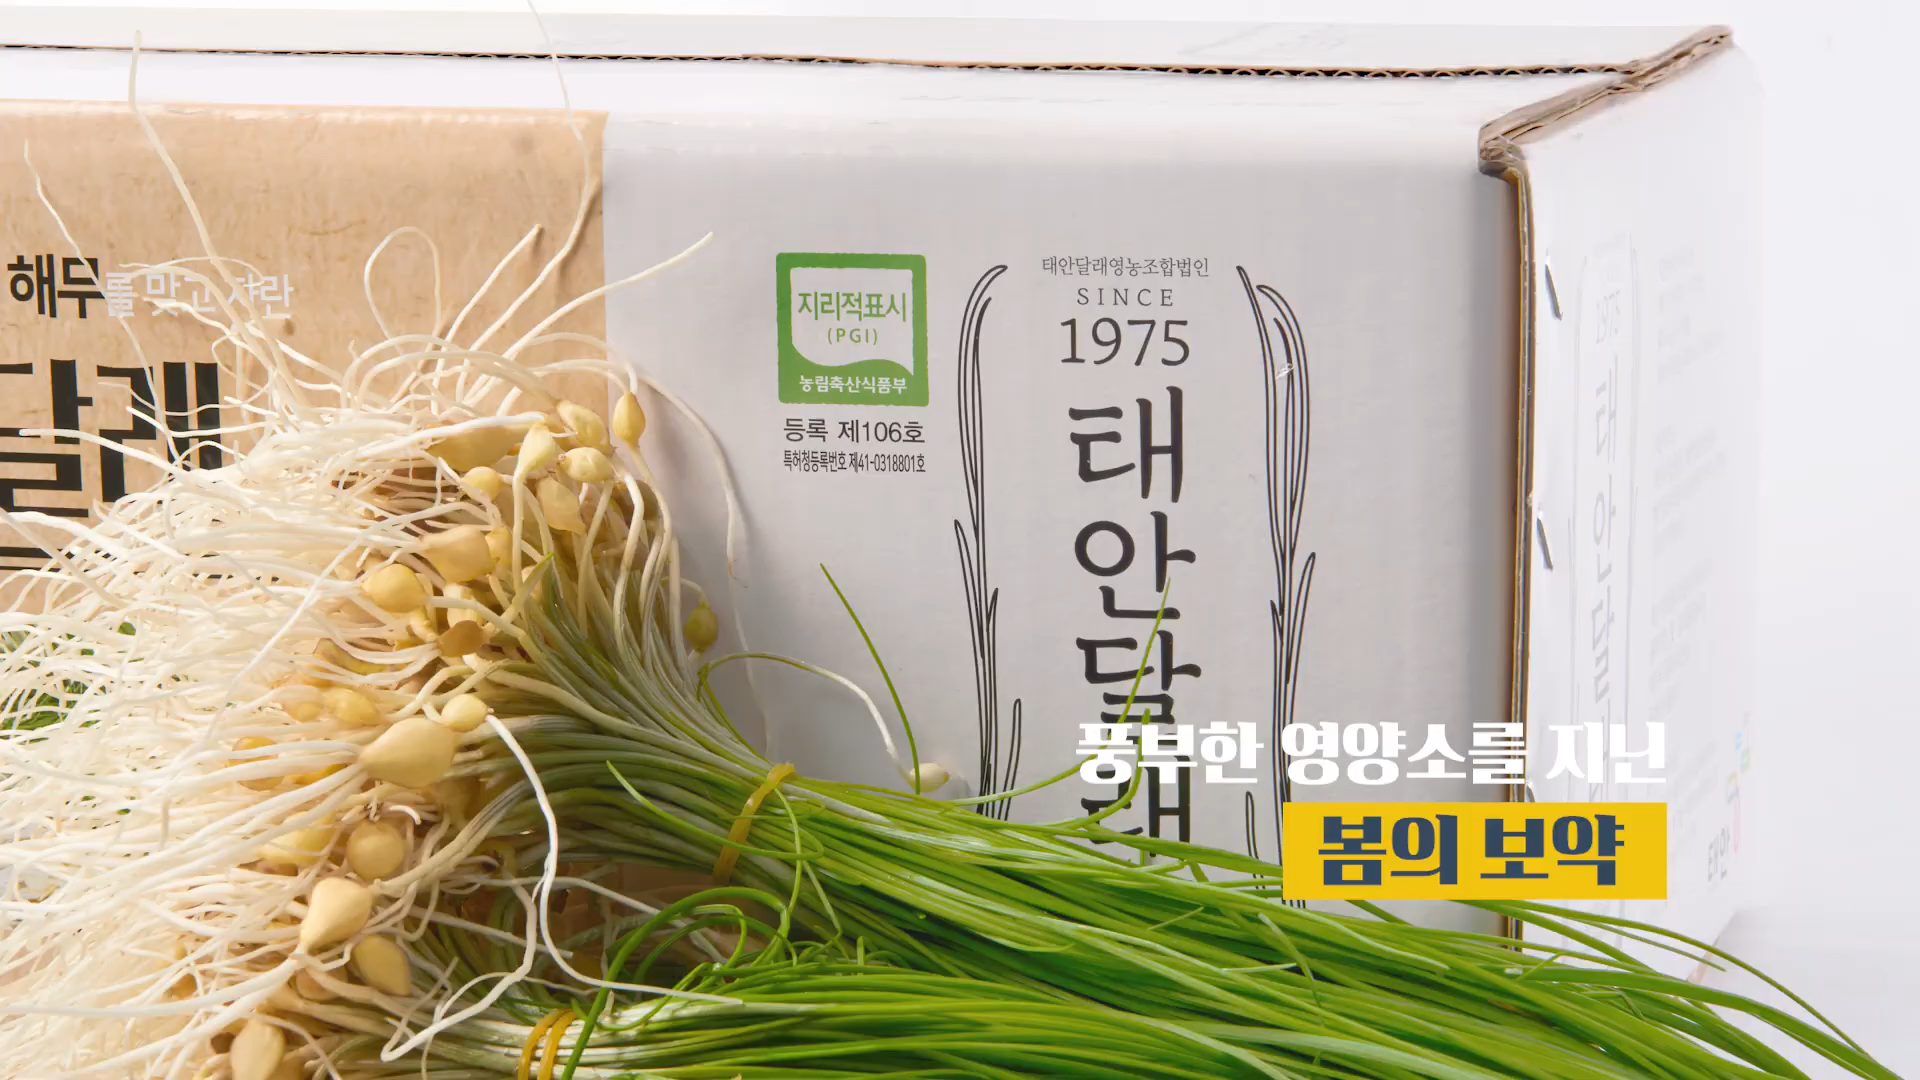 해무를 맞고 자란
달래
지리적표시
(PGI)
농림축산식품부
등록 제106호
특허청등록번호 제41-0318801호
태안달래영농조합법인
SINCE
1975
태안달래
풍부한 영양소를 지닌
봄의 보약
1975